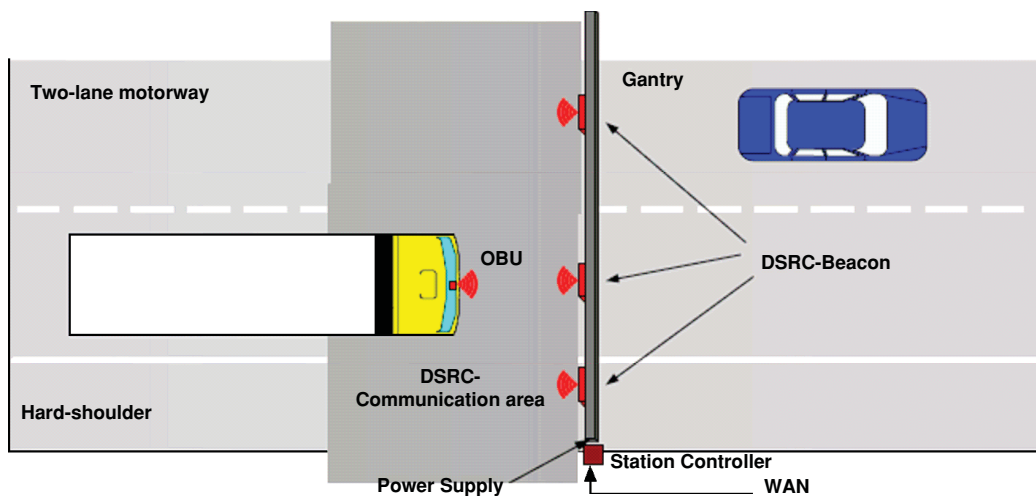 Two-lane motorway
Gantry
OBU
DSRC-Beacon
DSRC-
Communication area
Hard-shoulder
Station Controller
Power Supply
WAN